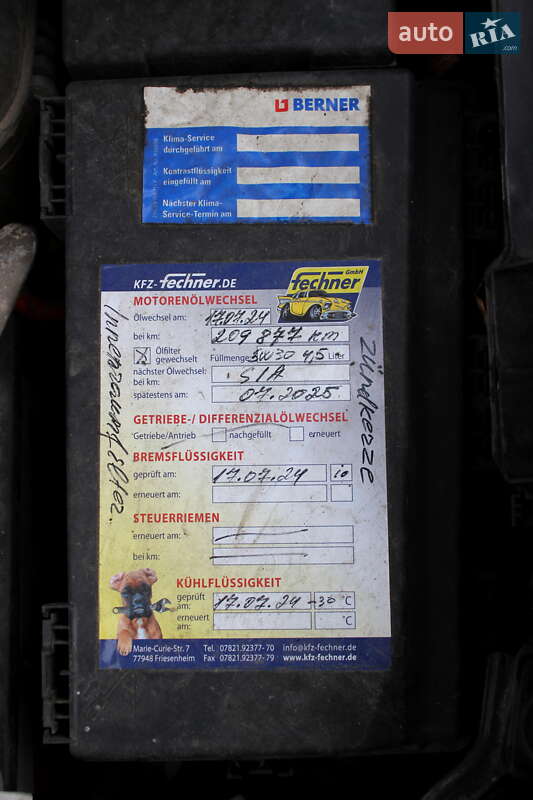 auto RIA .com
BERNER
Klima-Service
durchgeführt am
Kontrastflüssigkeit
eingefüllt am
Nächster Klima-
Service-Termin am
KFZ-fechner.DE
fechner GmbH
MOTORENÖLWECHSEL
Ölwechsel am: 17.07.24
bei km: 209 877 km
Ölfilter
gewechselt Füllmenge: 5W30 4,5 Liter
nächster Ölwechsel:
bei km: SIA
spätestens am: 07.2025
GETRIEBE-/ DIFFERENZIALÖLWECHSEL
Getriebe/Antrieb nachgefüllt erneuert
BREMSFLÜSSIGKEIT
geprüft am: 17.07.24 io
erneuert am:
STEUERRIEMEN
erneuert am:
bei km:
KÜHLFLÜSSIGKEIT
geprüft
am: 17.07.24 -30 °C
erneuert
am: °C
Marie-Curie-Str. 7 Tel. 07821.92377-70 info@kfz-fechner.de
77948 Friesenheim Fax 07821.92377-79 www.kfz-fechner.de
Zündkerze